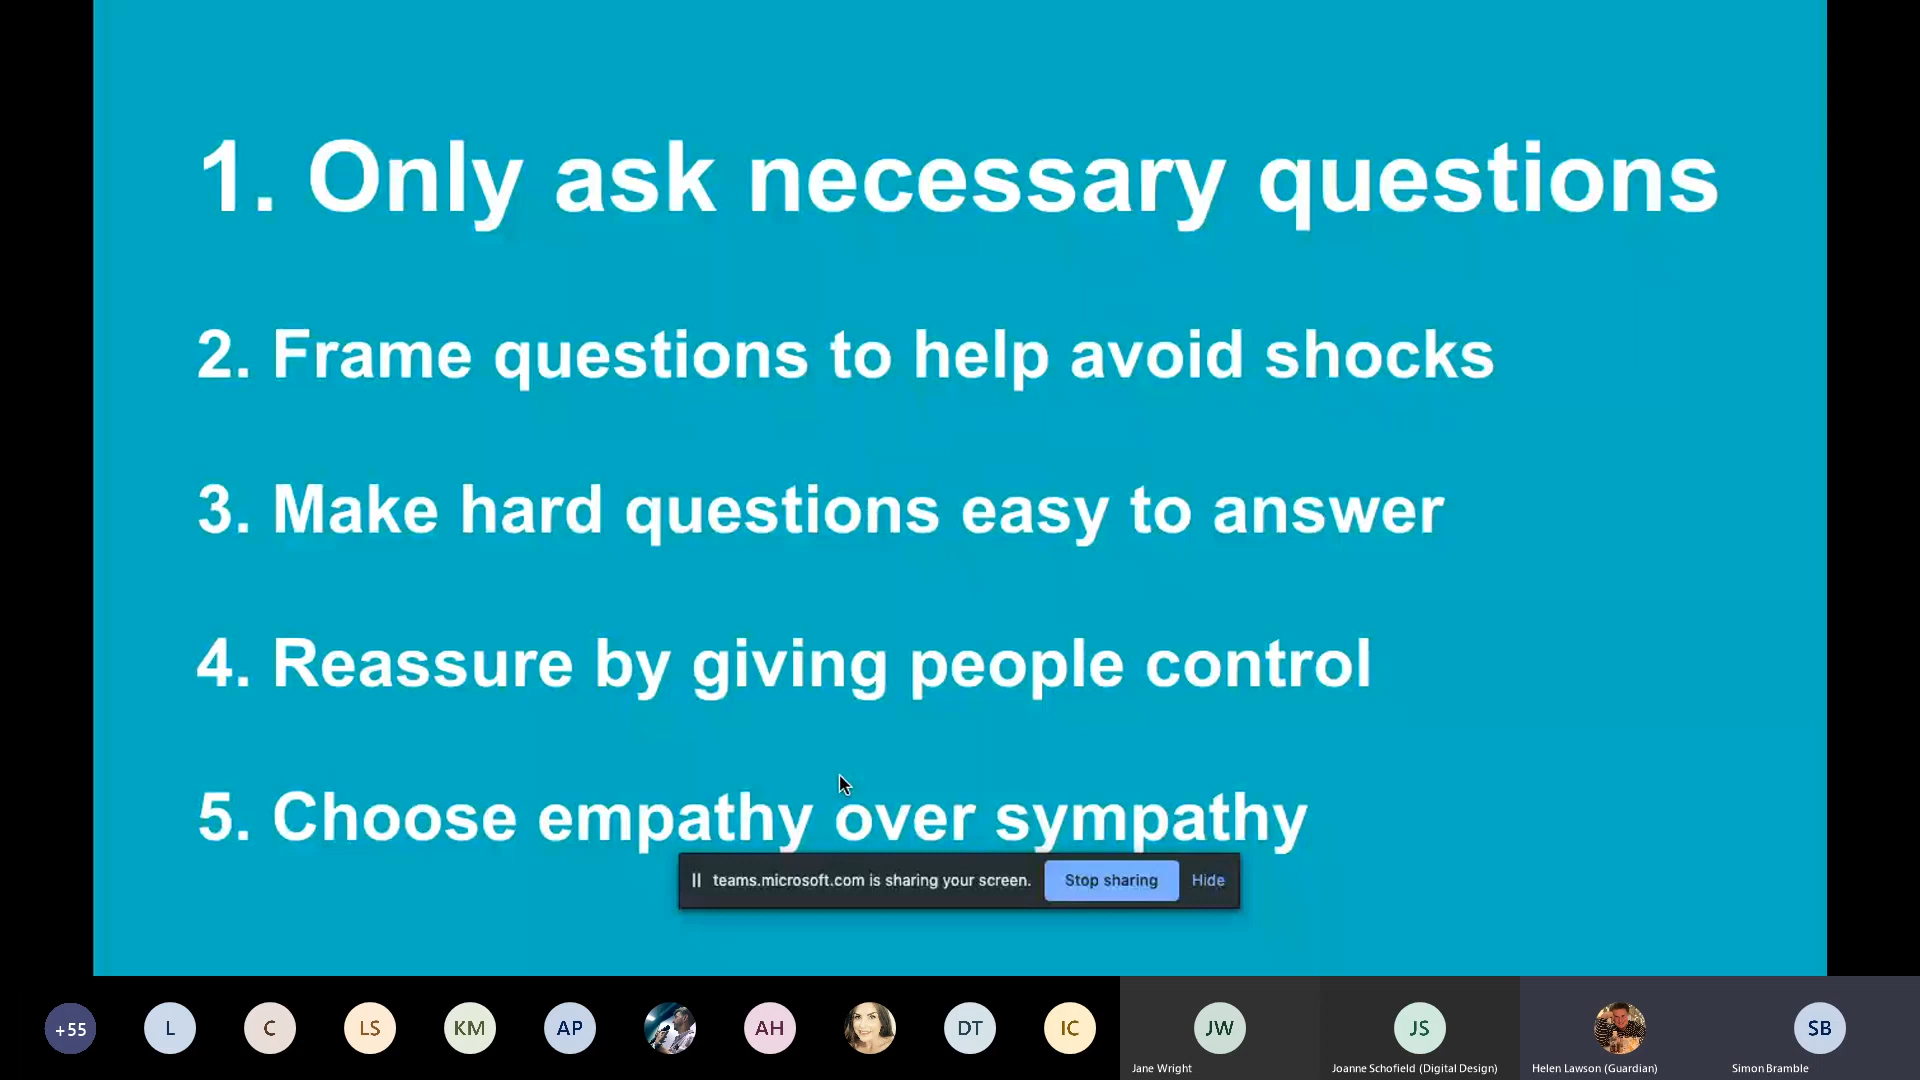 1. Only ask necessary questions
2. Frame questions to help avoid shocks
3. Make hard questions easy to answer
4. Reassure by giving people control
5. Choose empathy over sympathy
teams.microsoft.com is sharing your screen. Stop sharing Hide
+55 L C LS KM AP AH DT IC JW JS SB
Jane Wright Joanne Schofield (Digital Design) Helen Lawson (Guardian) Simon Bramble